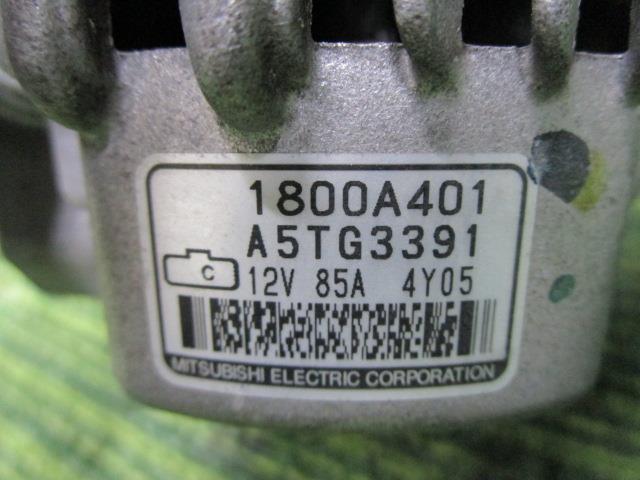 1800A401
A5TG3391
C 12V 85A 4Y05
MITSUBISHI ELECTRIC CORPORATION